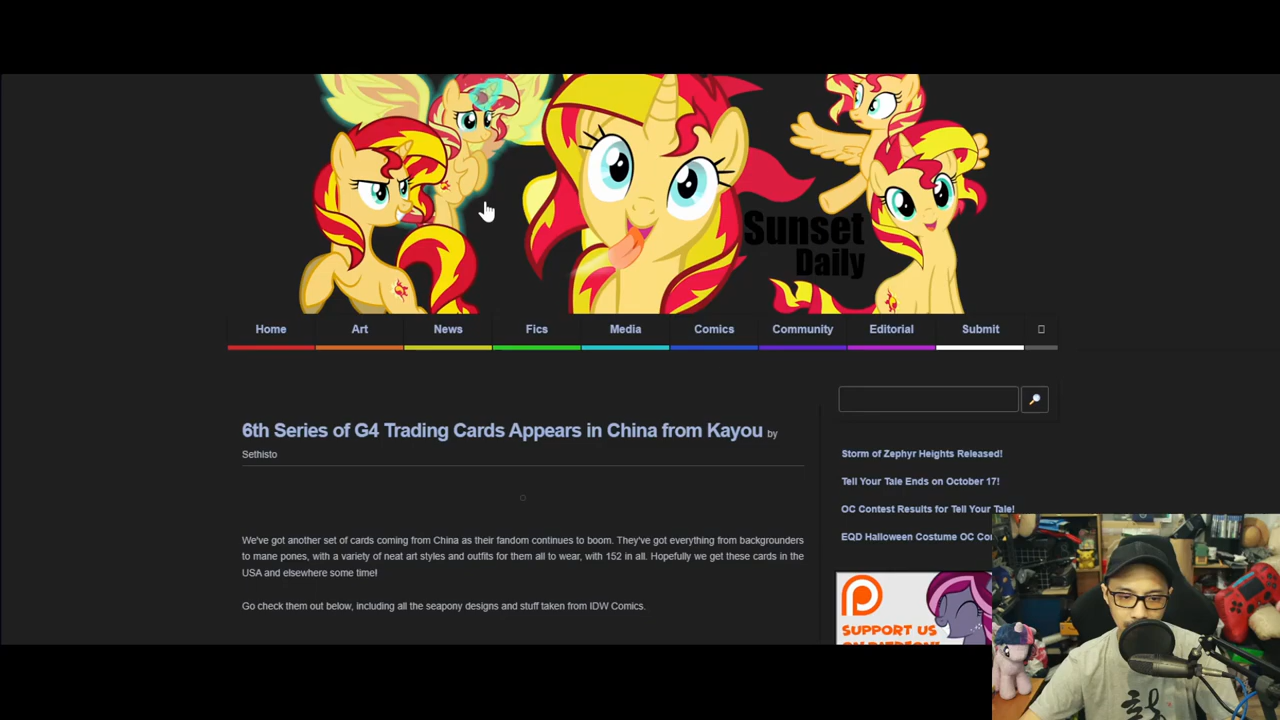 Sunset
Daily
Home Art News Fics Media Comics Community Editorial Submit
6th Series of G4 Trading Cards Appears in China from Kayou by
Sethisto
We've got another set of cards coming from China as their fandom continues to boom. They've got everything from backgrounders
to mane pones, with a variety of neat art styles and outfits for them all to wear, with 152 in all. Hopefully we get these cards in the
USA and elsewhere some time!
Go check them out below, including all the seapony designs and stuff taken from IDW Comics.
Storm of Zephyr Heights Released!
Tell Your Tale Ends on October 17!
OC Contest Results for Tell Your Tale!
EQD Halloween Costume OC
SUPPORT US